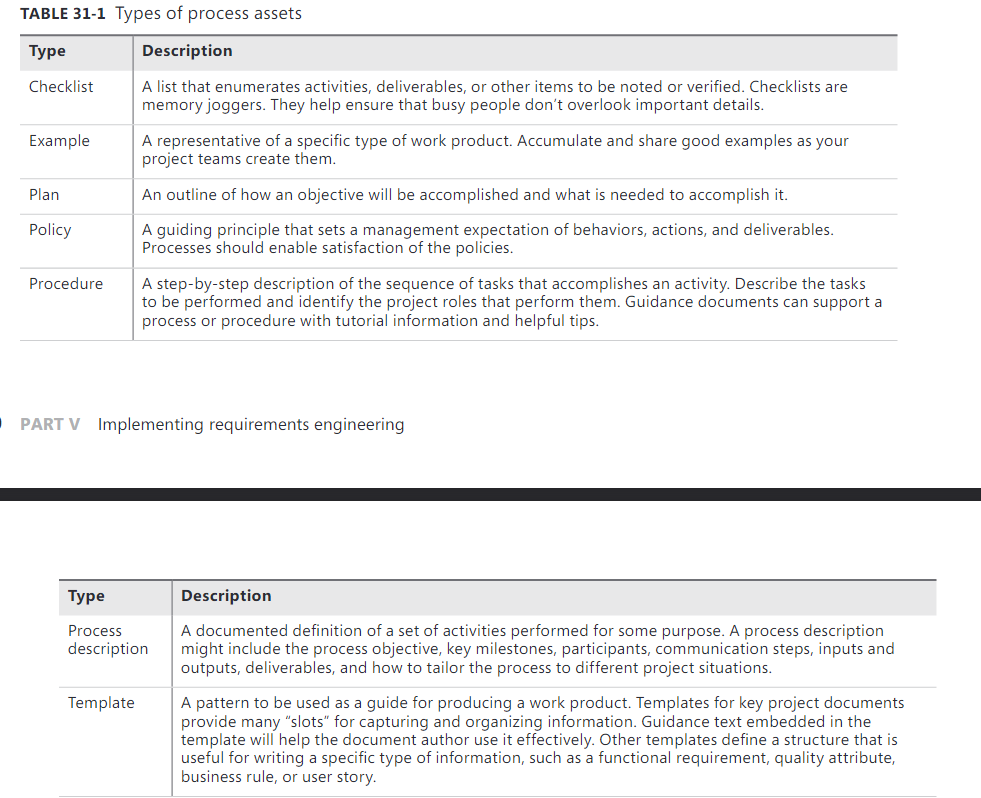 TABLE 31-1 Types of process assets
Type Description
Checklist A list that enumerates activities, deliverables, or other items to be noted or verified. Checklists are
memory joggers. They help ensure that busy people don’t overlook important details.
Example A representative of a specific type of work product. Accumulate and share good examples as your
project teams create them.
Plan An outline of how an objective will be accomplished and what is needed to accomplish it.
Policy A guiding principle that sets a management expectation of behaviors, actions, and deliverables.
Processes should enable satisfaction of the policies.
Procedure A step-by-step description of the sequence of tasks that accomplishes an activity. Describe the tasks
to be performed and identify the project roles that perform them. Guidance documents can support a
process or procedure with tutorial information and helpful tips.
PART V Implementing requirements engineering
Type Description
Process A documented definition of a set of activities performed for some purpose. A process description
description might include the process objective, key milestones, participants, communication steps, inputs and
outputs, deliverables, and how to tailor the process to different project situations.
Template A pattern to be used as a guide for producing a work product. Templates for key project documents
provide many “slots” for capturing and organizing information. Guidance text embedded in the
template will help the document author use it effectively. Other templates define a structure that is
useful for writing a specific type of information, such as a functional requirement, quality attribute,
business rule, or user story.